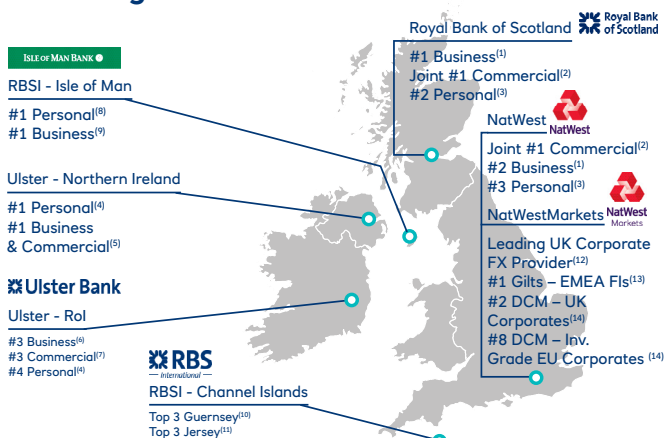 Royal Bank of Scotland
Royal Bank
of Scotland
#1 Business(1)
Joint #1 Commercial(2)
#2 Personal(3)
ISLE OF MAN BANK
RBSI - Isle of Man
#1 Personal(8)
#1 Business(9)
NatWest
NatWest
Joint #1 Commercial(2)
#2 Business(1)
#3 Personal(3)
Ulster - Northern Ireland
#1 Personal(4)
#1 Business
& Commercial(5)
NatWestMarkets
NatWest
Markets
Leading UK Corporate
FX Provider(12)
#1 Gilts – EMEA FIs(13)
#2 DCM – UK
Corporates(14)
#8 DCM – Inv.
Grade EU Corporates (14)
Ulster Bank
Ulster - RoI
#3 Business(6)
#3 Commercial(7)
#4 Personal(4)
RBS
International
RBSI - Channel Islands
Top 3 Guernsey(10)
Top 3 Jersey(11)